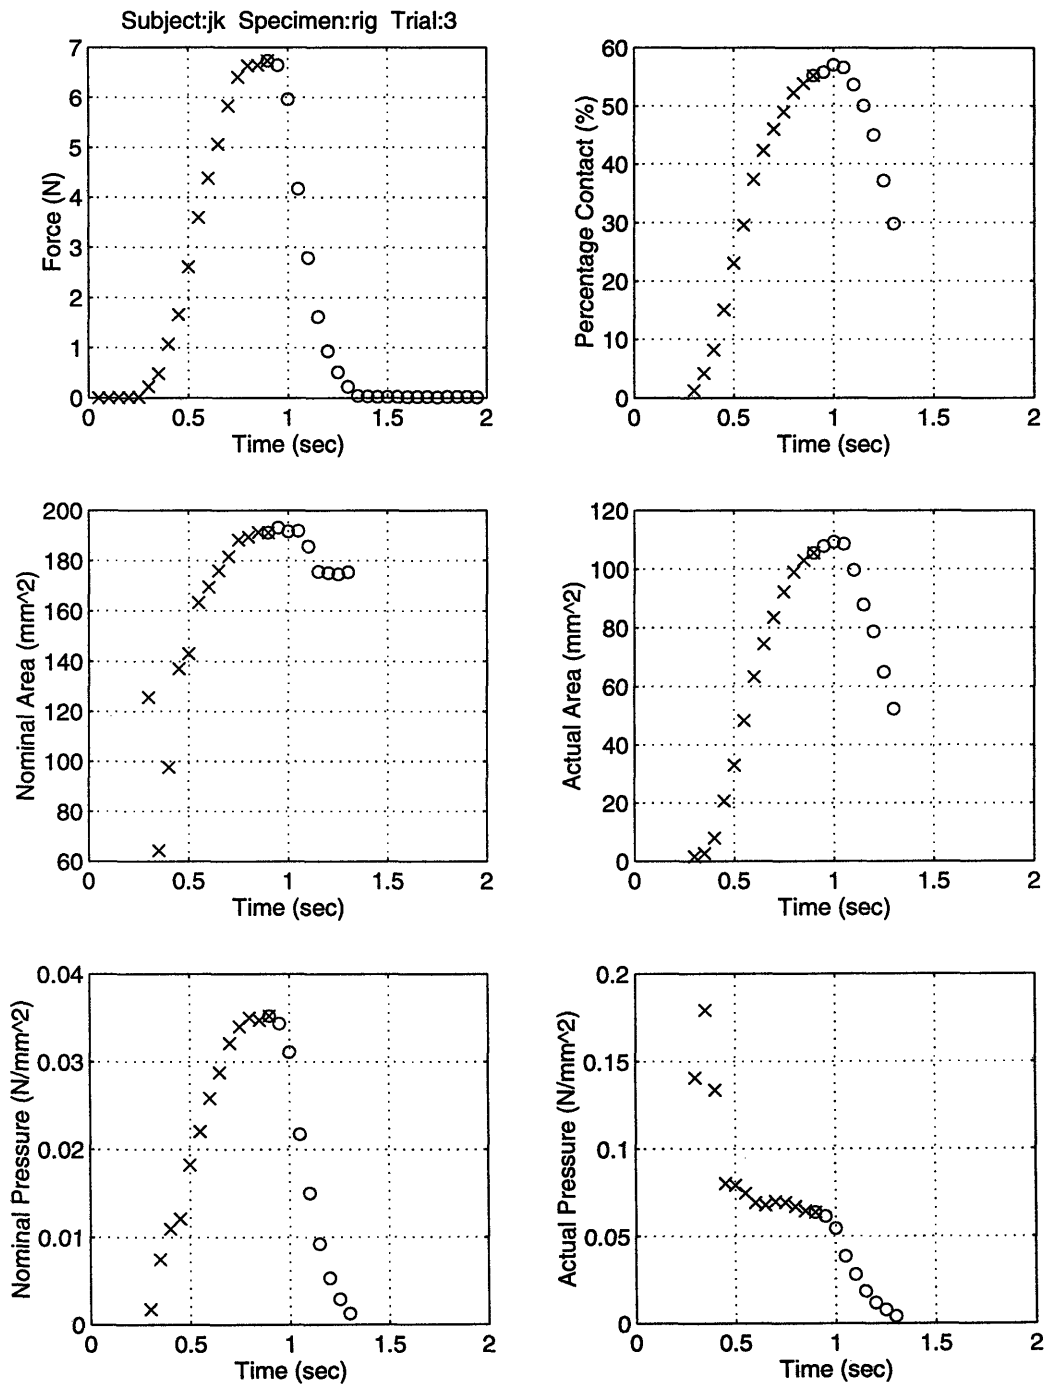 Subject:jk Specimen:rig Trial:3
7
6
5
4
3
2
1
0
Force (N)
0 0.5 1 1.5 2
Time (sec)
60
50
40
30
20
10
0
Percentage Contact (%)
0 0.5 1 1.5 2
Time (sec)
200
180
160
140
120
100
80
60
Nominal Area (mm^2)
0 0.5 1 1.5 2
Time (sec)
120
100
80
60
40
20
0
Actual Area (mm^2)
0 0.5 1 1.5 2
Time (sec)
0.04
0.03
0.02
0.01
0
Nominal Pressure (N/mm^2)
0 0.5 1 1.5 2
Time (sec)
0.2
0.15
0.1
0.05
0
Actual Pressure (N/mm^2)
0 0.5 1 1.5 2
Time (sec)